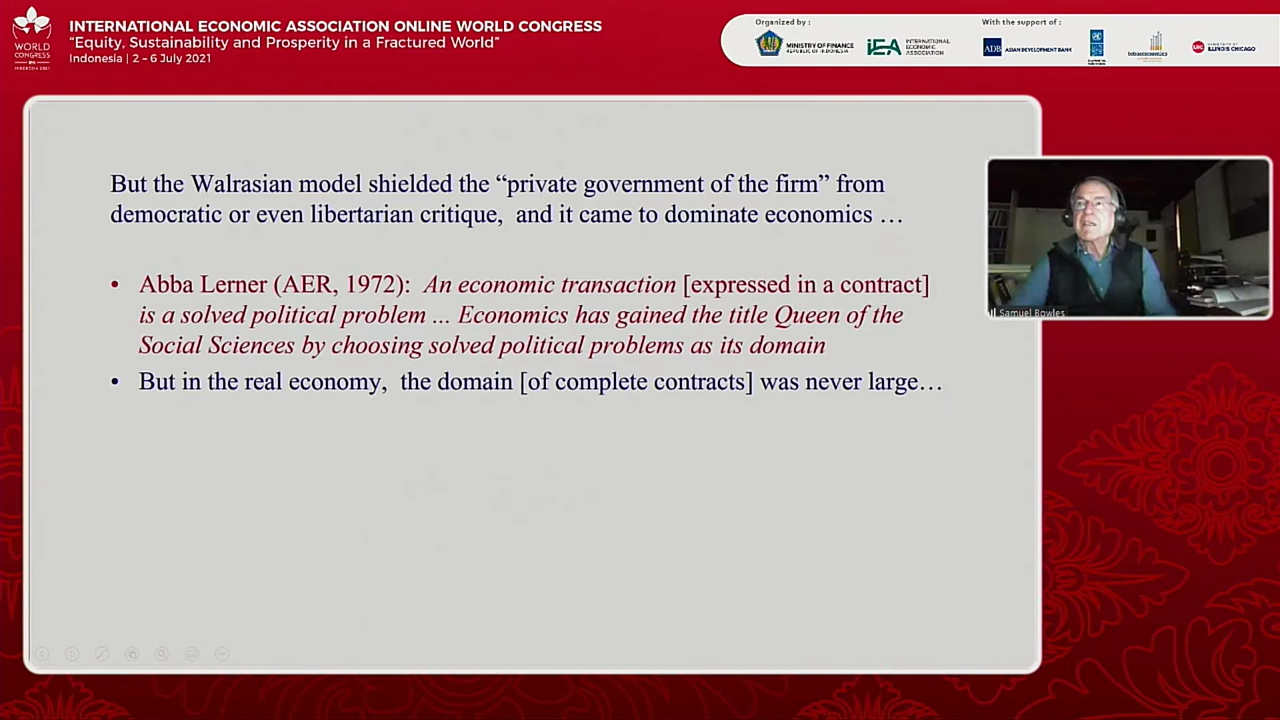 INTERNATIONAL ECONOMIC ASSOCIATION ONLINE WORLD CONGRESS
"Equity, Sustainability and Prosperity in a Fractured World"
Indonesia | 2 - 6 July 2021
WORLD
CONGRESS
Organized by :
MINISTRY OF FINANCE
REPUBLIC OF INDONESIA
iEA
INTERNATIONAL
ECONOMIC
ASSOCIATION
With the support of :
ADB
ASIAN DEVELOPMENT BANK
tobacconomics
UIC
ILLINOIS CHICAGO
But the Walrasian model shielded the “private government of the firm” from
democratic or even libertarian critique, and it came to dominate economics …
• Abba Lerner (AER, 1972): An economic transaction [expressed in a contract]
is a solved political problem ... Economics has gained the title Queen of the
Social Sciences by choosing solved political problems as its domain
• But in the real economy, the domain [of complete contracts] was never large…
Samuel Bowles